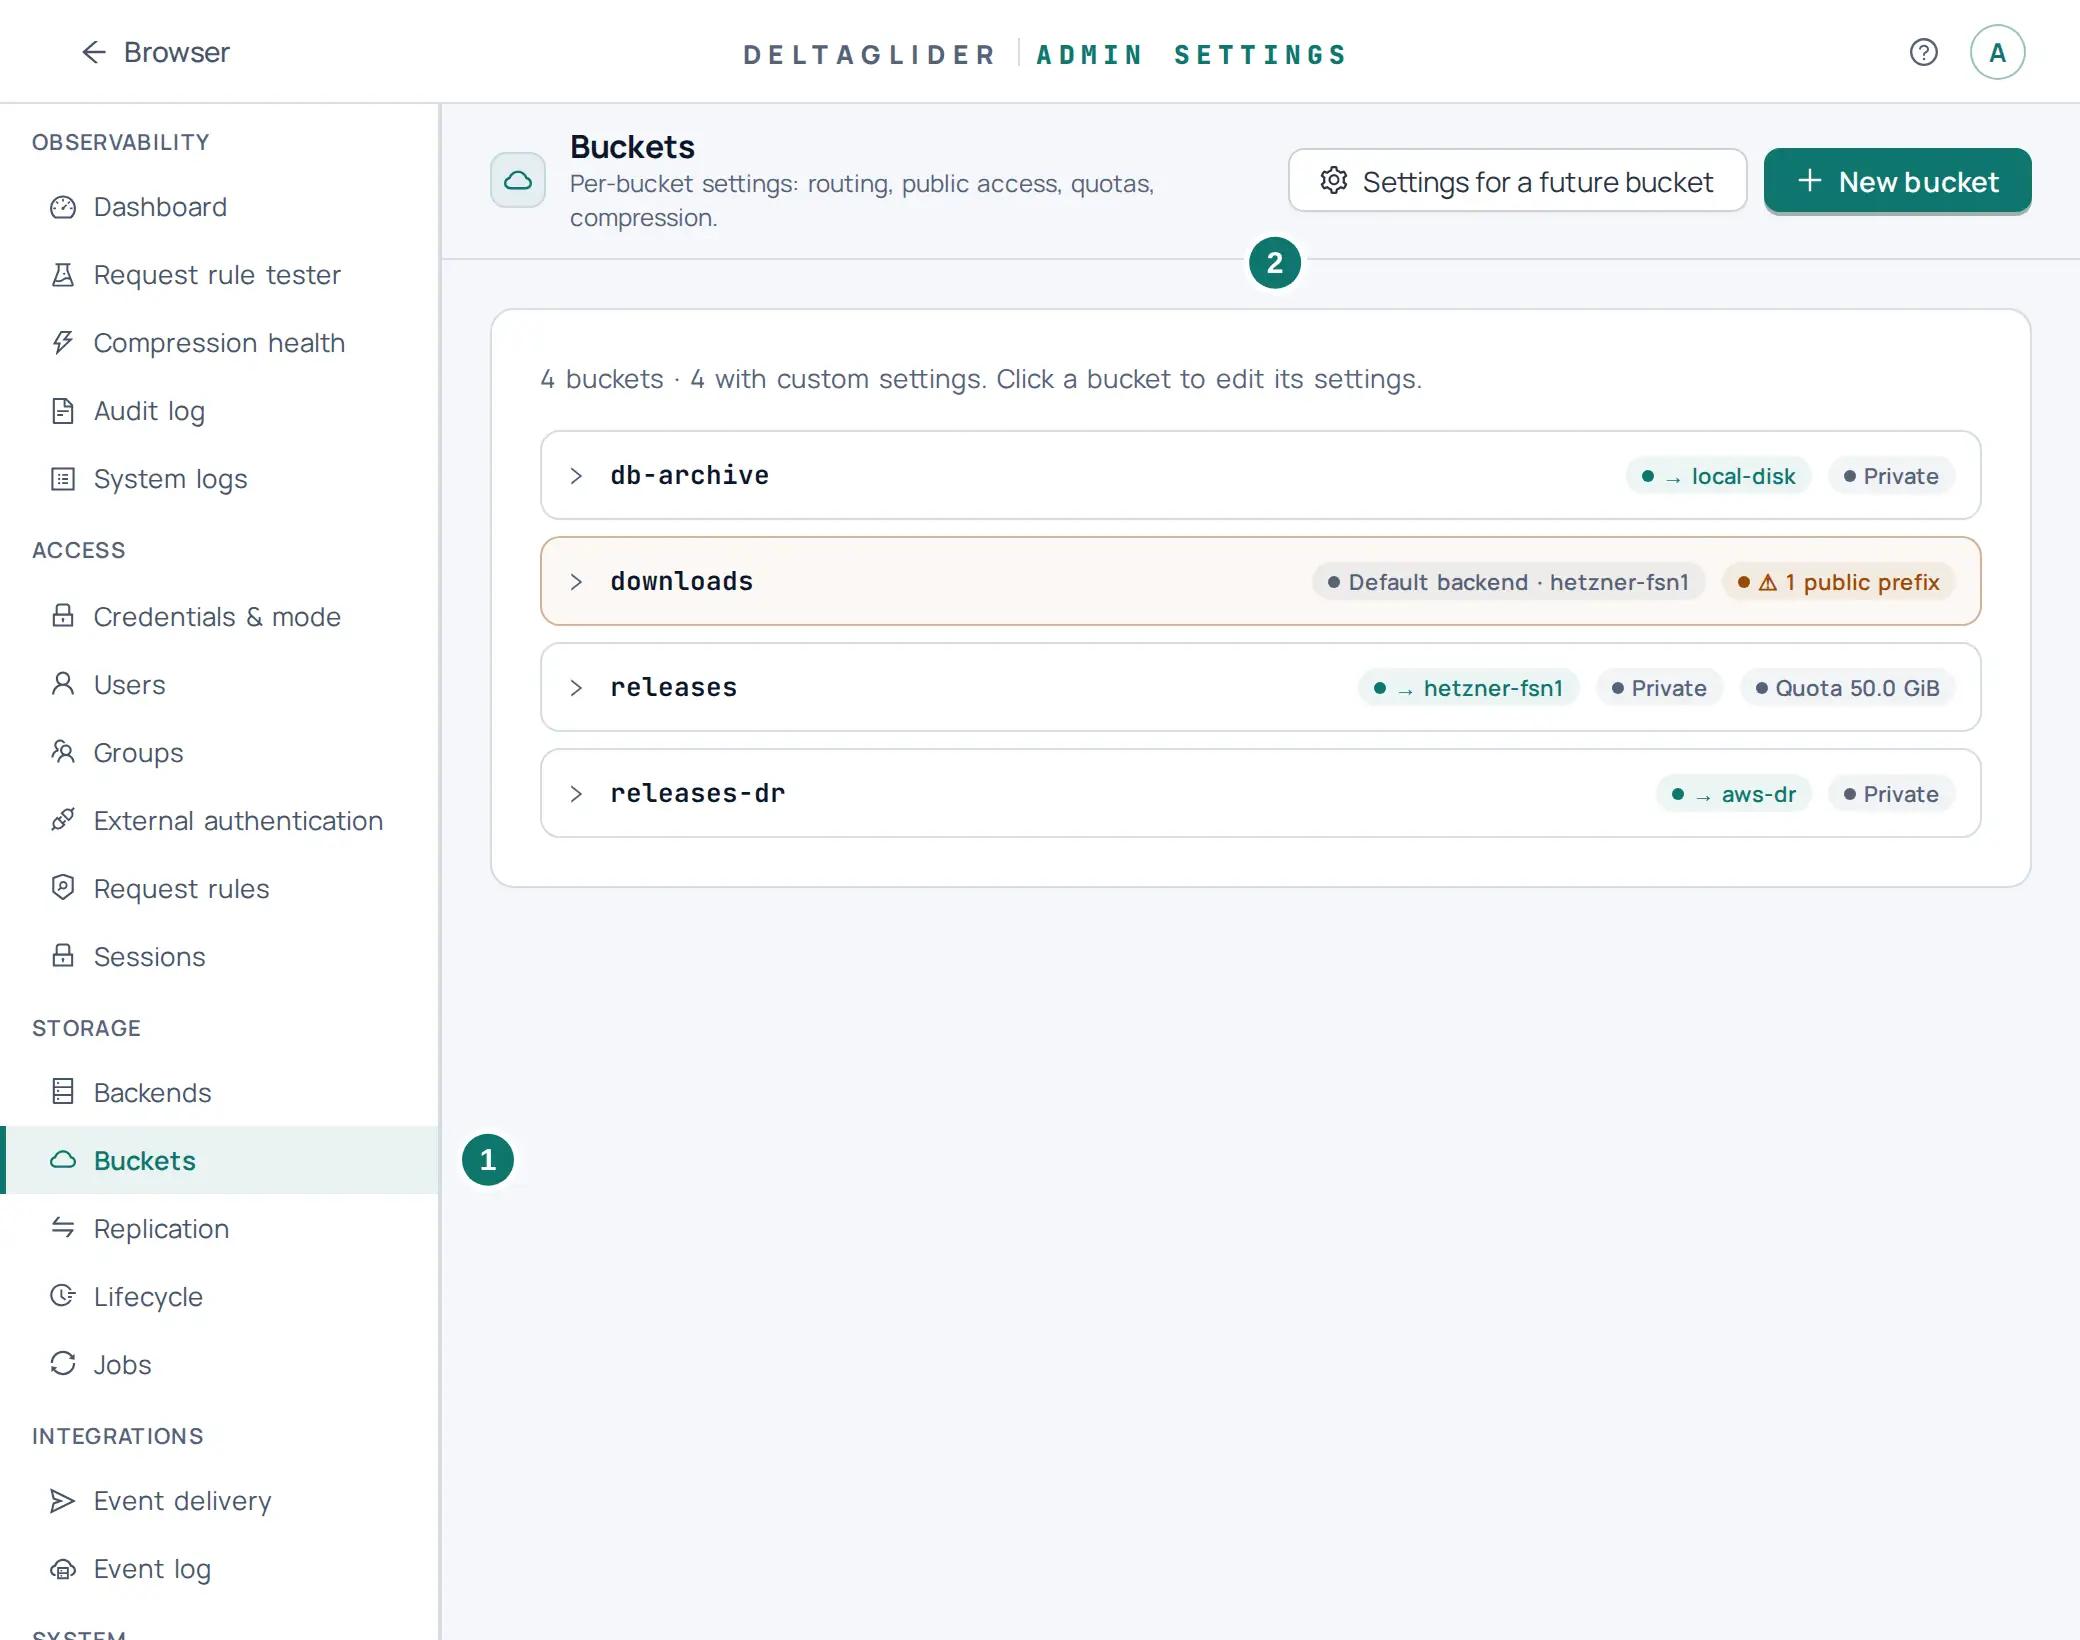 Browser
DELTAGLIDER ADMIN SETTINGS
A
OBSERVABILITY
Dashboard
Request rule tester
Compression health
Audit log
System logs
ACCESS
Credentials & mode
Users
Groups
External authentication
Request rules
Sessions
STORAGE
Backends
Buckets
Replication
Lifecycle
Jobs
INTEGRATIONS
Event delivery
Event log
SYSTEM
1
Buckets
Per-bucket settings: routing, public access, quotas,
compression.
Settings for a future bucket
+ New bucket
2
4 buckets · 4 with custom settings. Click a bucket to edit its settings.
db-archive → local-disk Private
downloads Default backend · hetzner-fsn1 ⚠ 1 public prefix
releases → hetzner-fsn1 Private Quota 50.0 GiB
releases-dr → aws-dr Private